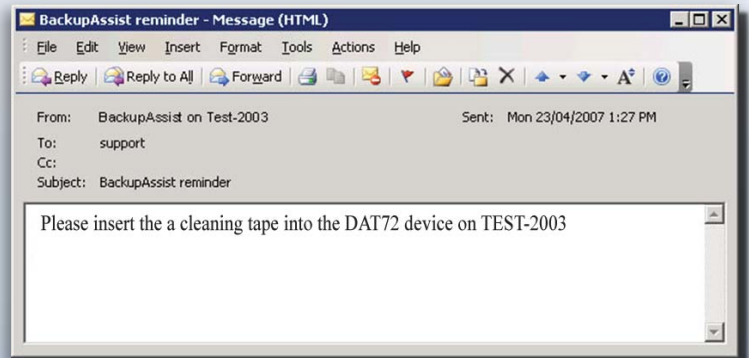 BackupAssist reminder - Message (HTML)
File Edit View Insert Format Tools Actions Help
Reply Reply to All Forward
From: BackupAssist on Test-2003 Sent: Mon 23/04/2007 1:27 PM
To: support
Cc:
Subject: BackupAssist reminder
Please insert the a cleaning tape into the DAT72 device on TEST-2003